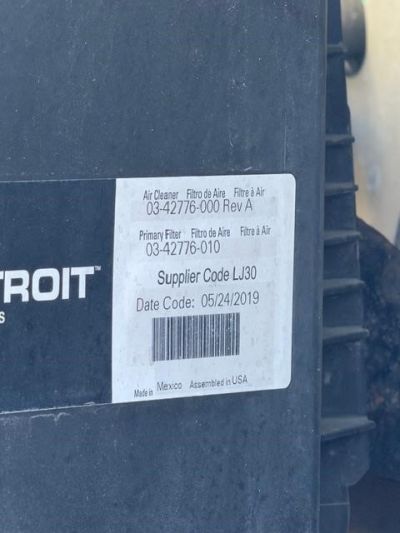 TROIT™
S
Air Cleaner Filtro de Aire Filtre à Air
03-42776-000 Rev A
Primary Filter Filtro de Aire Filtre à Air
03-42776-010
Supplier Code LJ30
Date Code: 05/24/2019
Made in Mexico Assembled in USA